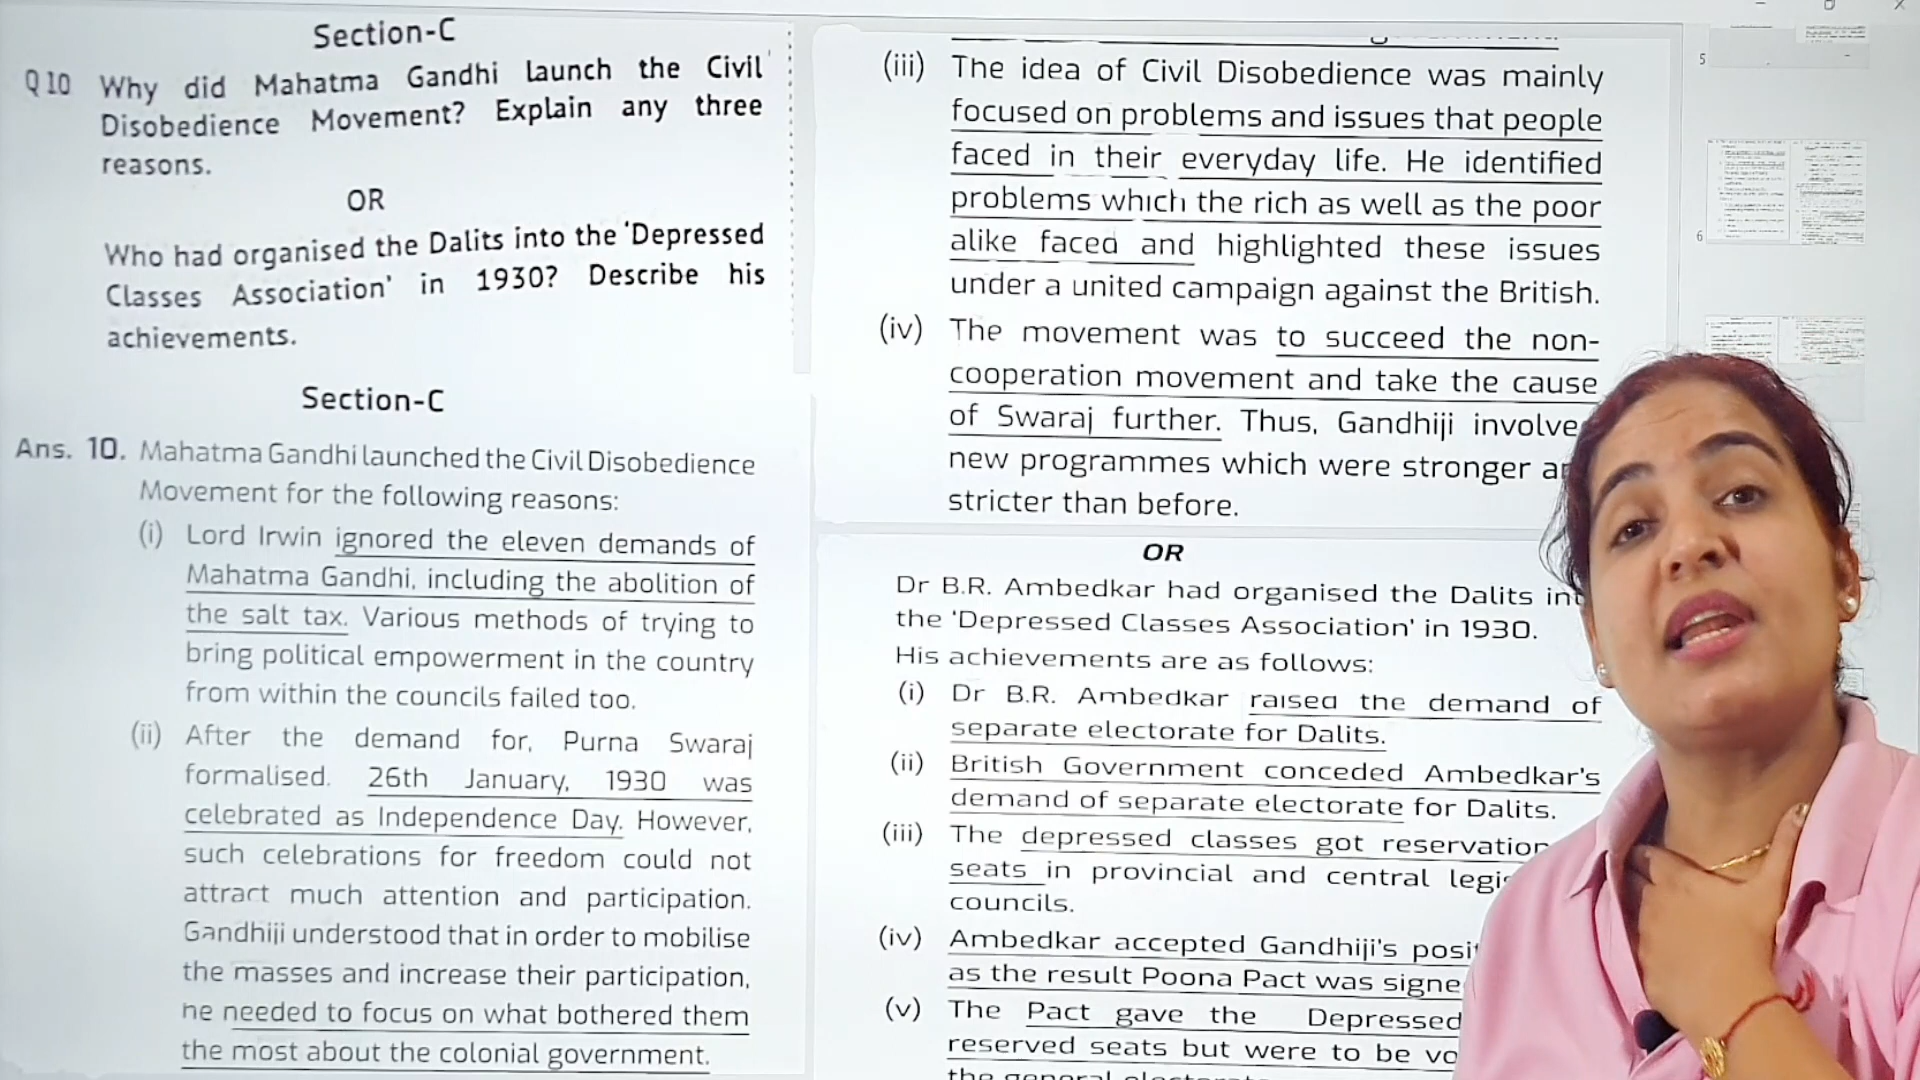 Section-C
Q10 Why did Mahatma Gandhi launch the Civil
Disobedience Movement? Explain any three
reasons.
OR
Who had organised the Dalits into the 'Depressed
Classes Association' in 1930? Describe his
achievements.
Section-C
Ans. 10. Mahatma Gandhi launched the Civil Disobedience
Movement for the following reasons:
(i) Lord Irwin ignored the eleven demands of
Mahatma Gandhi, including the abolition of
the salt tax. Various methods of trying to
bring political empowerment in the country
from within the councils failed too.
(ii) After the demand for, Purna Swaraj
formalised. 26th January, 1930 was
celebrated as Independence Day. However,
such celebrations for freedom could not
attract much attention and participation.
Gandhiji understood that in order to mobilise
the masses and increase their participation,
he needed to focus on what bothered them
the most about the colonial government.
(iii) The idea of Civil Disobedience was mainly
focused on problems and issues that people
faced in their everyday life. He identified
problems which the rich as well as the poor
alike faced and highlighted these issues
under a united campaign against the British.
(iv) The movement was to succeed the non-
cooperation movement and take the cause
of Swaraj further. Thus, Gandhiji involve
new programmes which were stronger
stricter than before.
OR
Dr B.R. Ambedkar had organised the Dalits
the 'Depressed Classes Association' in 1930.
His achievements are as follows:
(i) Dr B.R. Ambedkar raised the demand of
separate electorate for Dalits.
(ii) British Government conceded Ambedkar's
demand of separate electorate for Dalits.
(iii) The depressed classes got reservation
seats in provincial and central
councils.
(iv) Ambedkar accepted Gandhiji's
as the result Poona Pact was
(v) The Pact gave the Depressed
reserved seats but were to be
5
6